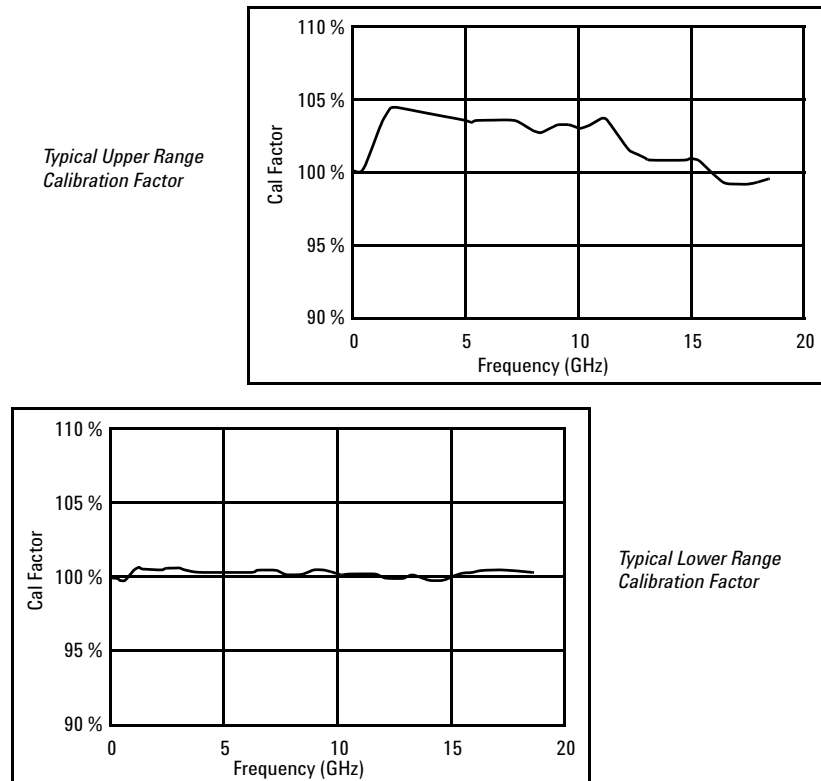 Typical Upper Range
Calibration Factor
110 %
105 %
100 %
95 %
90 %
Cal Factor
0 5 10 15 20
Frequency (GHz)
110 %
105 %
100 %
95 %
90 %
Cal Factor
0 5 10 15 20
Frequency (GHz)
Typical Lower Range
Calibration Factor